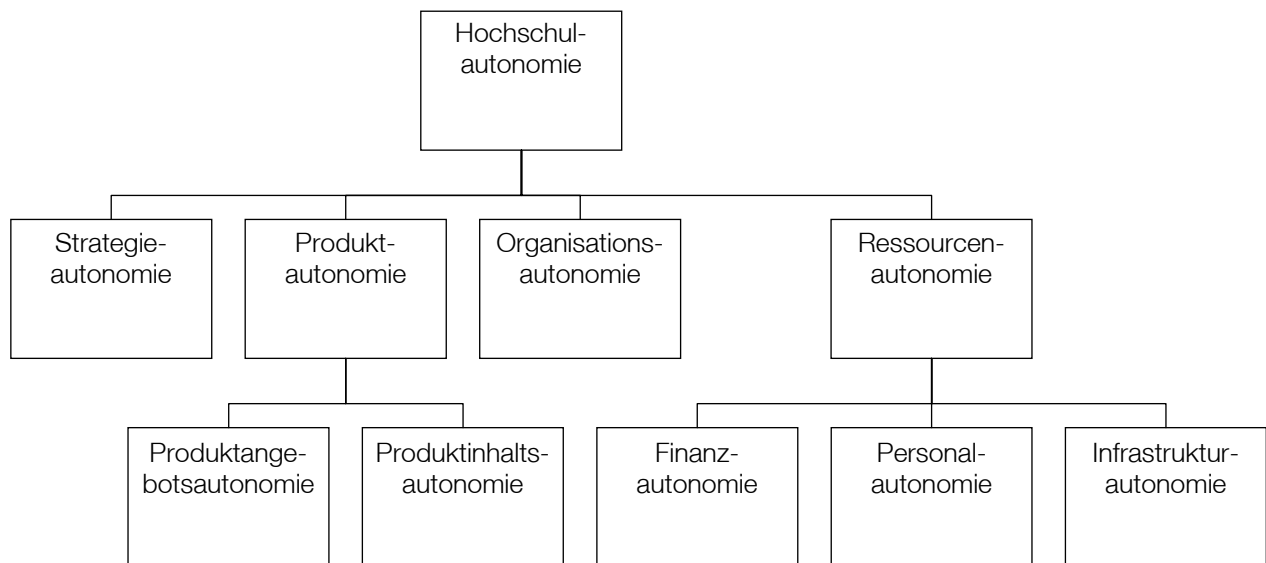 Hochschul-
autonomie
Strategie-
autonomie
Produkt-
autonomie
Organisations-
autonomie
Ressourcen-
autonomie
Produktange-
botsautonomie
Produktinhalts-
autonomie
Finanz-
autonomie
Personal-
autonomie
Infrastruktur-
autonomie